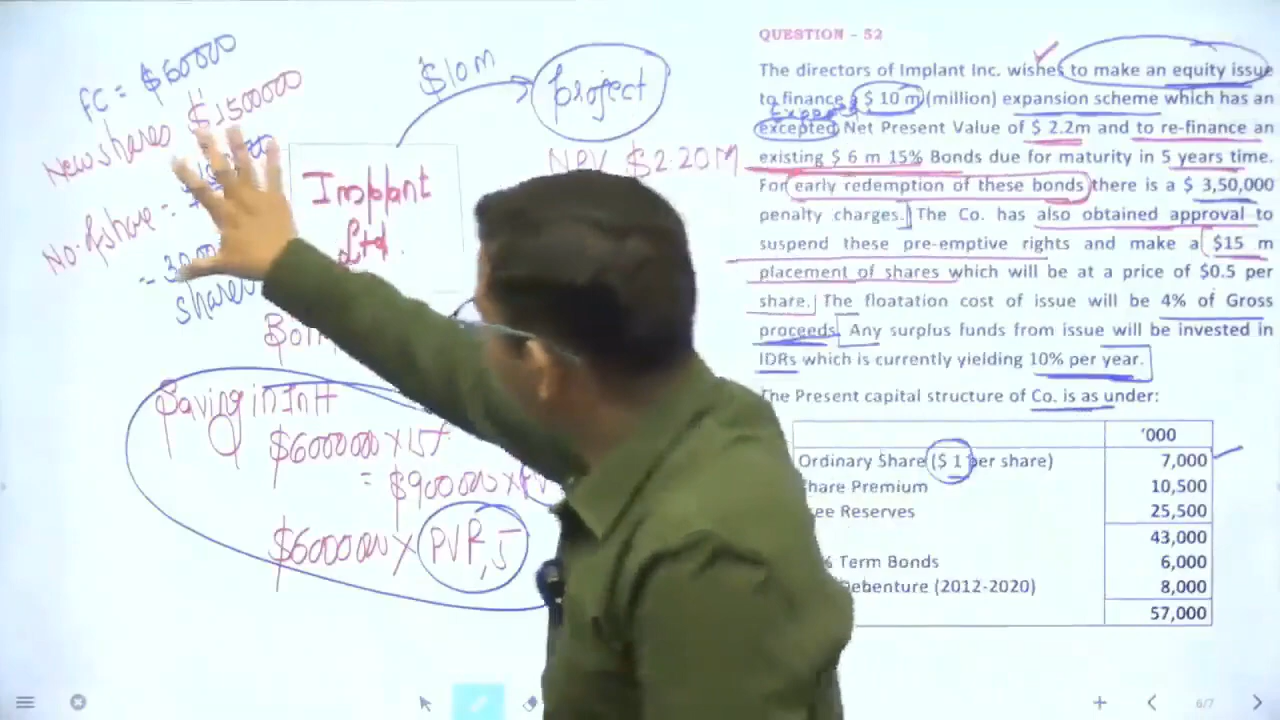 FC = $60000
New shares $1500000
No. of share =
shares
$10m
project
NPV $2.20M
Implant
Ltd.
Saving in Int
$6000000 × 15%
= $900000 ×
$6000000 × PVF, 5
QUESTION – 52
The directors of Implant Inc. wishes to make an equity issue
to finance a $ 10 m (million) expansion scheme which has an
Expected
excepted Net Present Value of $ 2.2m and to re-finance an
existing $ 6 m 15% Bonds due for maturity in 5 years time.
For early redemption of these bonds there is a $ 3,50,000
penalty charges. The Co. has also obtained approval to
suspend these pre-emptive rights and make a $15 m
placement of shares which will be at a price of $0.5 per
share. The floatation cost of issue will be 4% of Gross
proceeds. Any surplus funds from issue will be invested in
IDRs which is currently yielding 10% per year.
The Present capital structure of Co. is as under:
'000
Ordinary Share ($ 1 per share) 7,000
Share Premium 10,500
Reserves 25,500
43,000
% Term Bonds 6,000
Debenture (2012-2020) 8,000
57,000
6/7